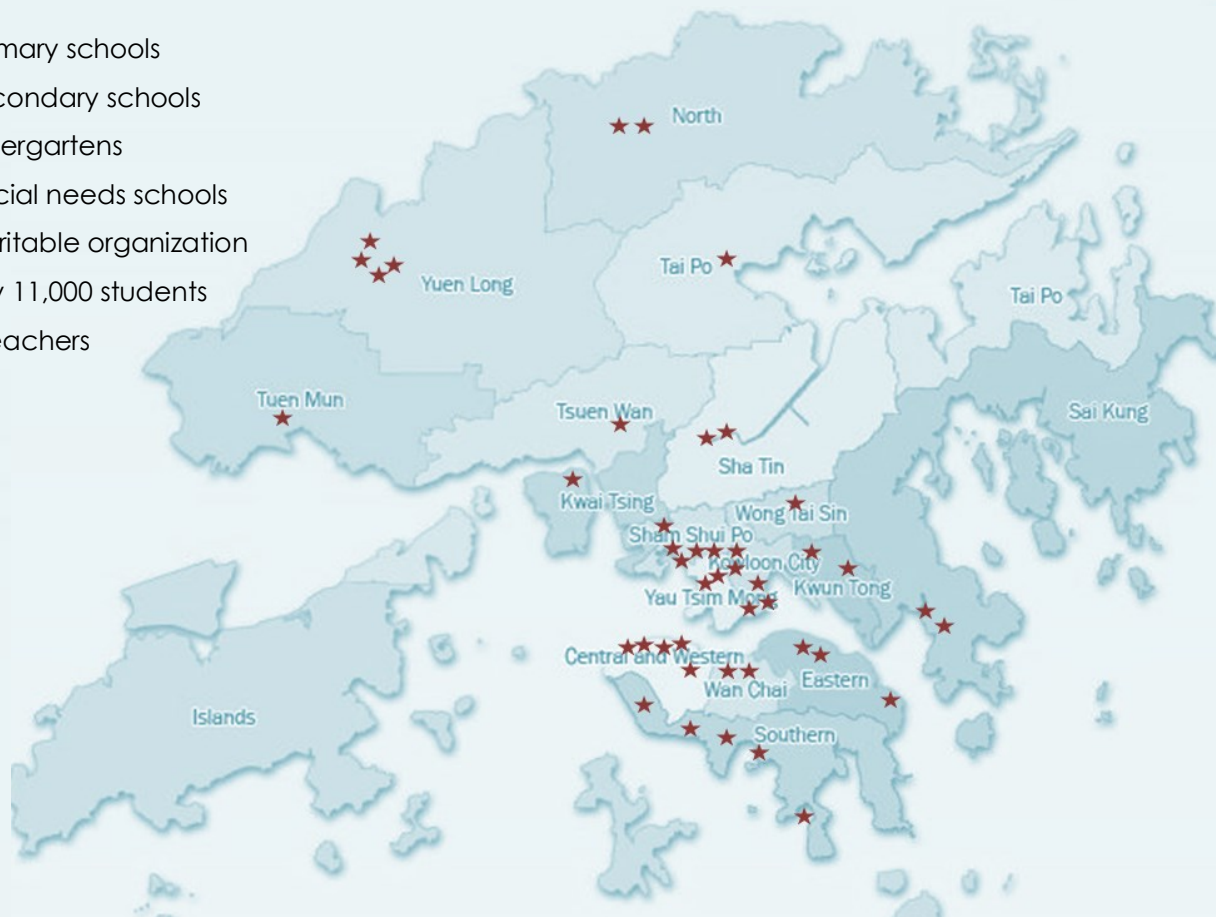 mary schools
condary schools
ergartens
cial needs schools
ritable organization
y 11,000 students
eachers
North
Yuen Long
Tai Po
Tai Po
Tuen Mun
Tsuen Wan
Sai Kung
Sha Tin
Kwai Tsing
Wong Tai Sin
Sham Shui Po
Kowloon City
Kwun Tong
Yau Tsim Mong
Central and Western
Wan Chai
Eastern
Islands
Southern